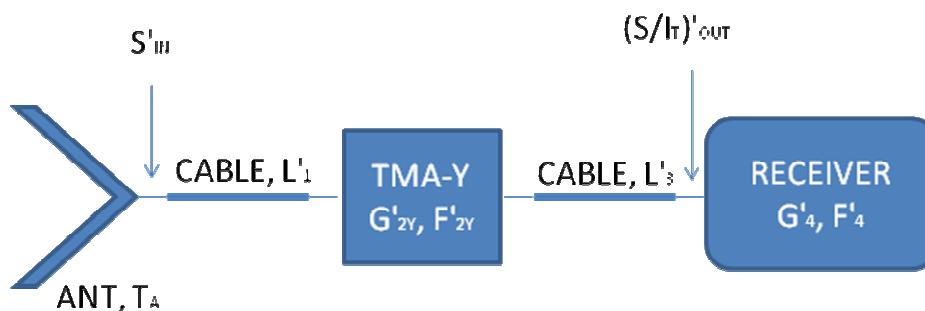 S'IN
(S/IT)'OUT
CABLE, L'1
TMA-Y
G'2Y, F'2Y
CABLE, L'3
RECEIVER
G'4, F'4
ANT, TA